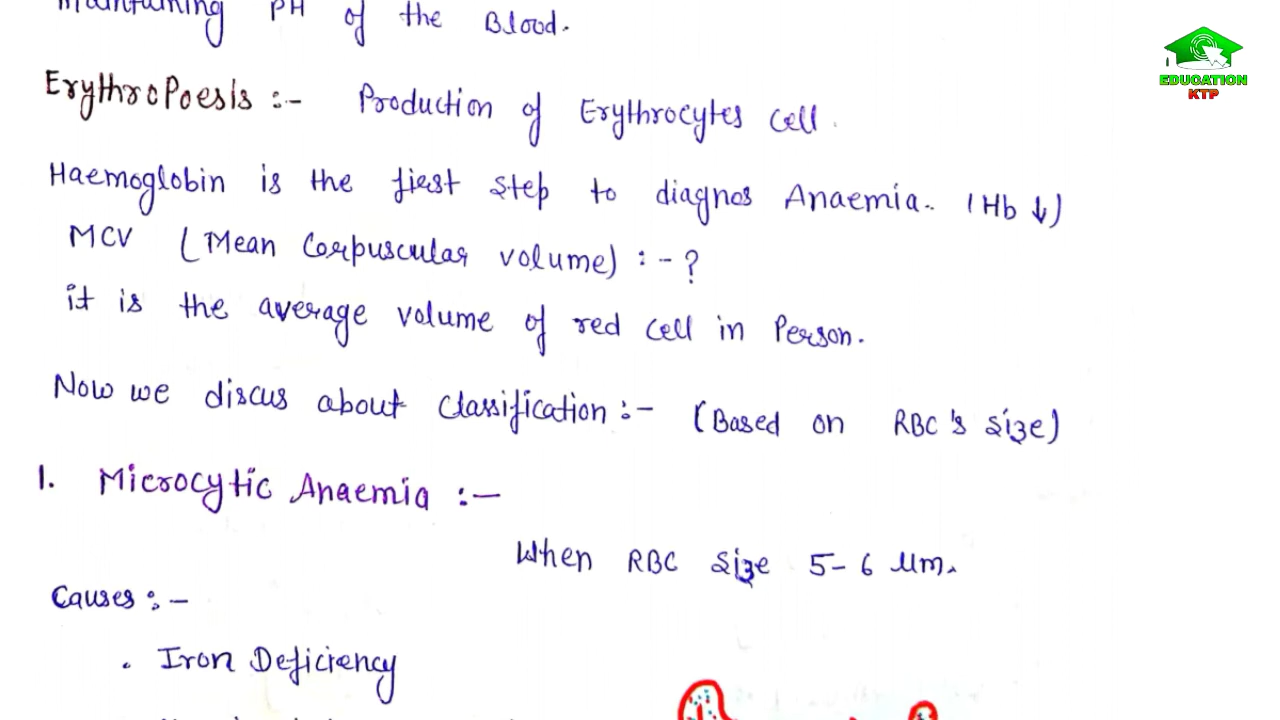 Maintaining PH of the Blood.
EDUCATION
KTP
ErythroPoesis :- Production of Erythrocytes cell.
Haemoglobin is the first step to diagnos Anaemia. (Hb ↓)
MCV (Mean Corpuscular volume) :- ?
it is the average volume of red cell in Person.
Now we discus about classification :- (Based on RBC's size)
1. Microcytic Anaemia :-
When RBC size 5-6 μm.
Causes :-
. Iron Deficiency